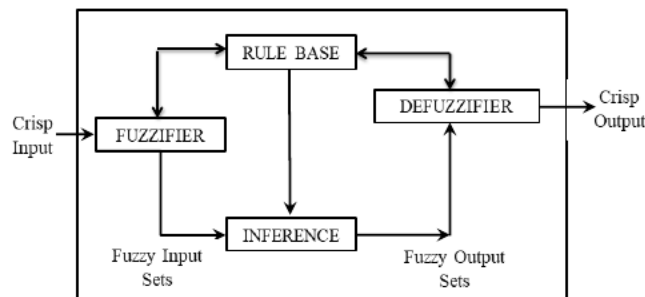 RULE BASE
DEFUZZIFIER
Crisp
Output
Crisp
Input
FUZZIFIER
INFERENCE
Fuzzy Input
Sets
Fuzzy Output
Sets